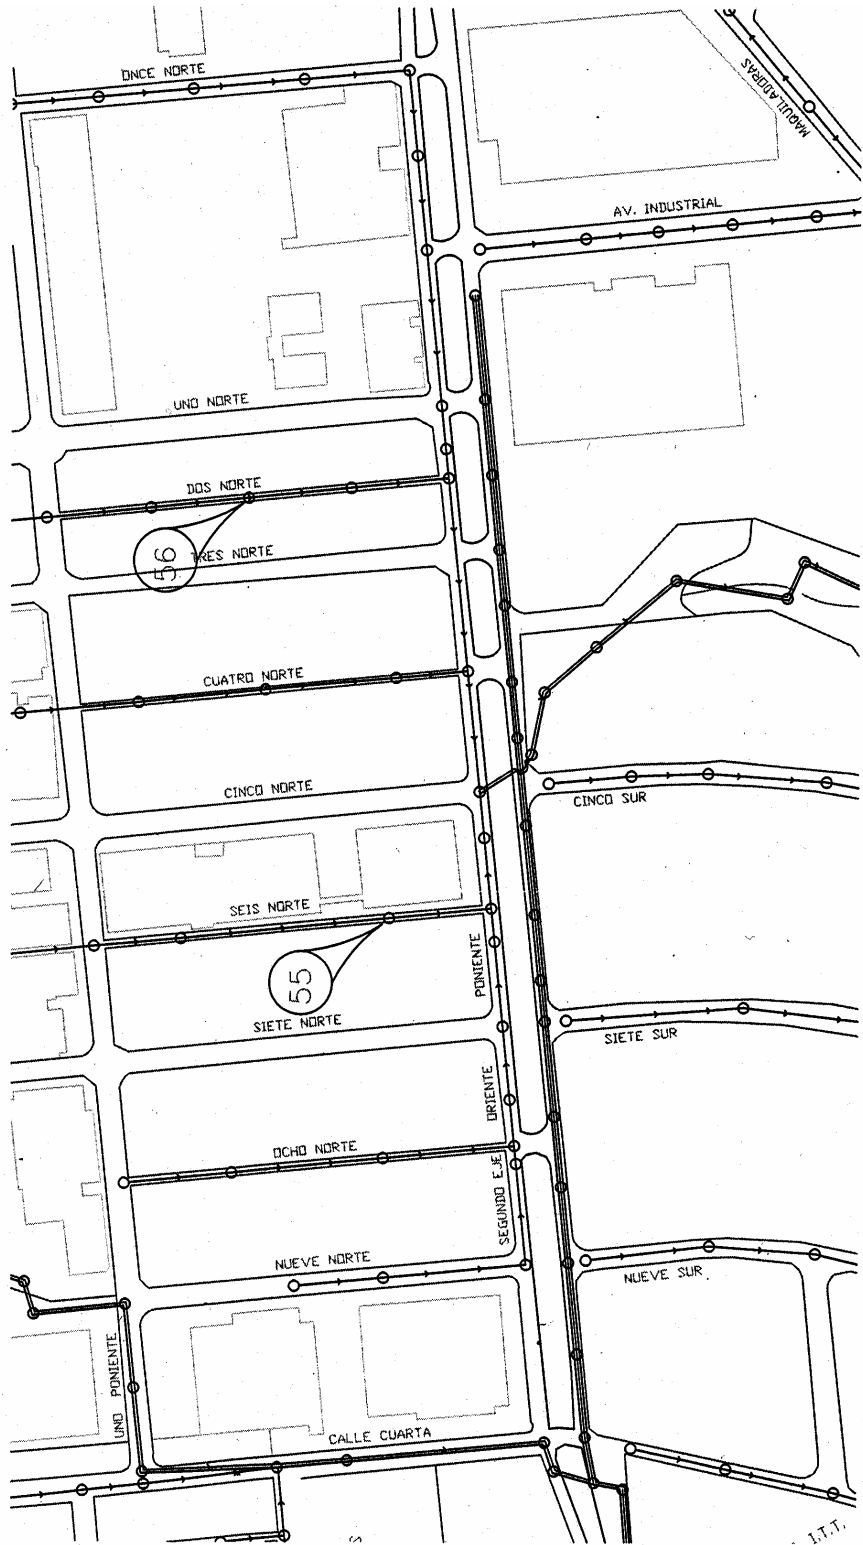 ONCE NORTE
MAQUILADORAS
AV. INDUSTRIAL
UNO NORTE
DOS NORTE
56
TRES NORTE
CUATRO NORTE
CINCO NORTE
CINCO SUR
SEIS NORTE
55
PONIENTE
SIETE NORTE
SIETE SUR
ORIENTE
OCHO NORTE
SEGUNDO EJE
NUEVE NORTE
NUEVE SUR
UNO PONIENTE
CALLE CUARTA
I.T.T.